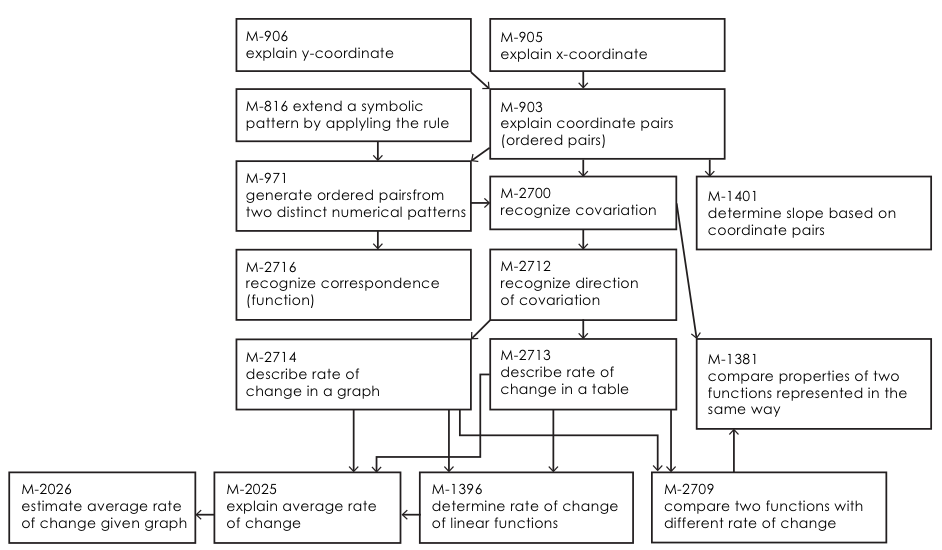 M-906
explain y-coordinate
M-905
explain x-coordinate
M-816 extend a symbolic
pattern by applyling the rule
M-903
explain coordinate pairs
(ordered pairs)
M-971
generate ordered pairsfrom
two distinct numerical patterns
M-2700
recognize covariation
M-1401
determine slope based on
coordinate pairs
M-2716
recognize correspondence
(function)
M-2712
recognize direction
of covariation
M-2714
describe rate of
change in a graph
M-2713
describe rate of
change in a table
M-1381
compare properties of two
functions represented in the
same way
M-2026
estimate average rate
of change given graph
M-2025
explain average rate
of change
M-1396
determine rate of change
of linear functions
M-2709
compare two functions with
different rate of change